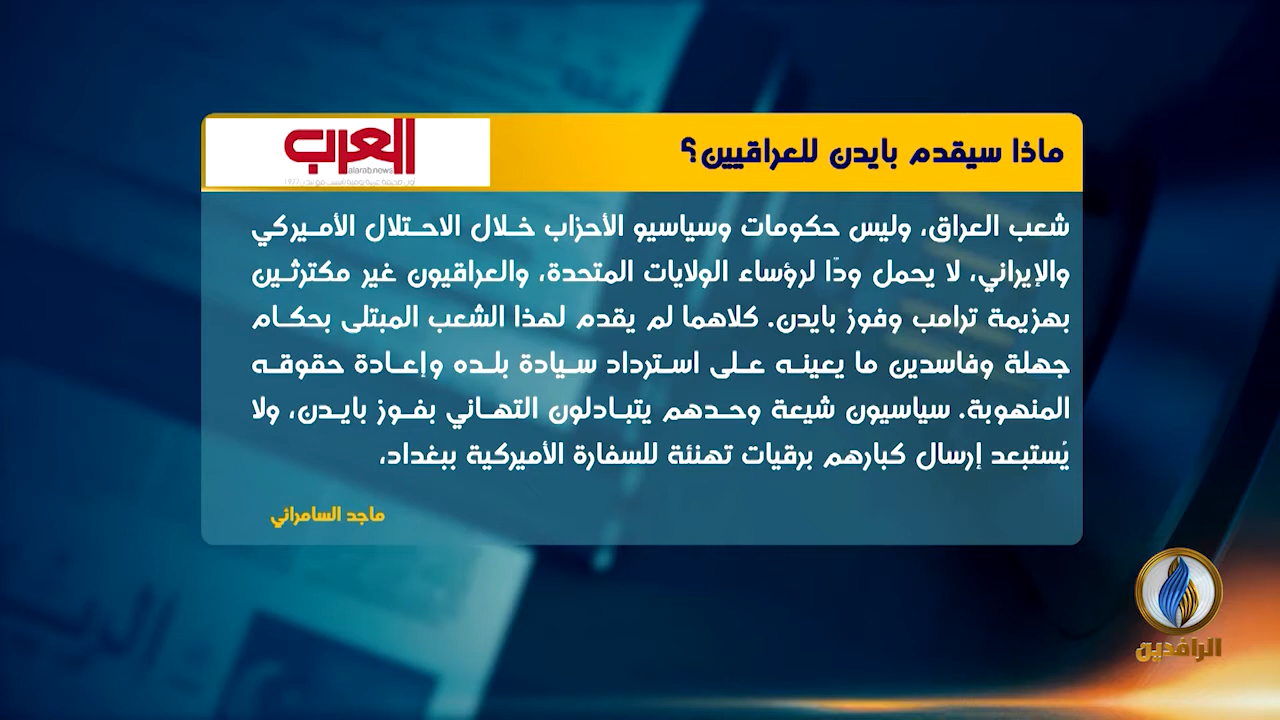 ماذا سيقدم بايدن للعراقيين؟
العرب
alarab.news
شعب العراق، وليس حكومات وسياسيو الأحزاب خلال الاحتلال الأميركي
والإيراني، لا يحمل ودّا لرؤساء الولايات المتحدة، والعراقيون غير مكترثين
بهزيمة ترامب وفوز بايدن. كلاهما لم يقدم لهذا الشعب المبتلى بحكام
جهلة وفاسدين ما يعينه على استرداد سيادة بلده وإعادة حقوقه
المنهوبة. سياسيون شيعة وحدهم يتبادلون التهاني بفوز بايدن، ولا
يُستبعد إرسال كبارهم برقيات تهنئة للسفارة الأميركية ببغداد،
ماجد السامرائي
الرافدين